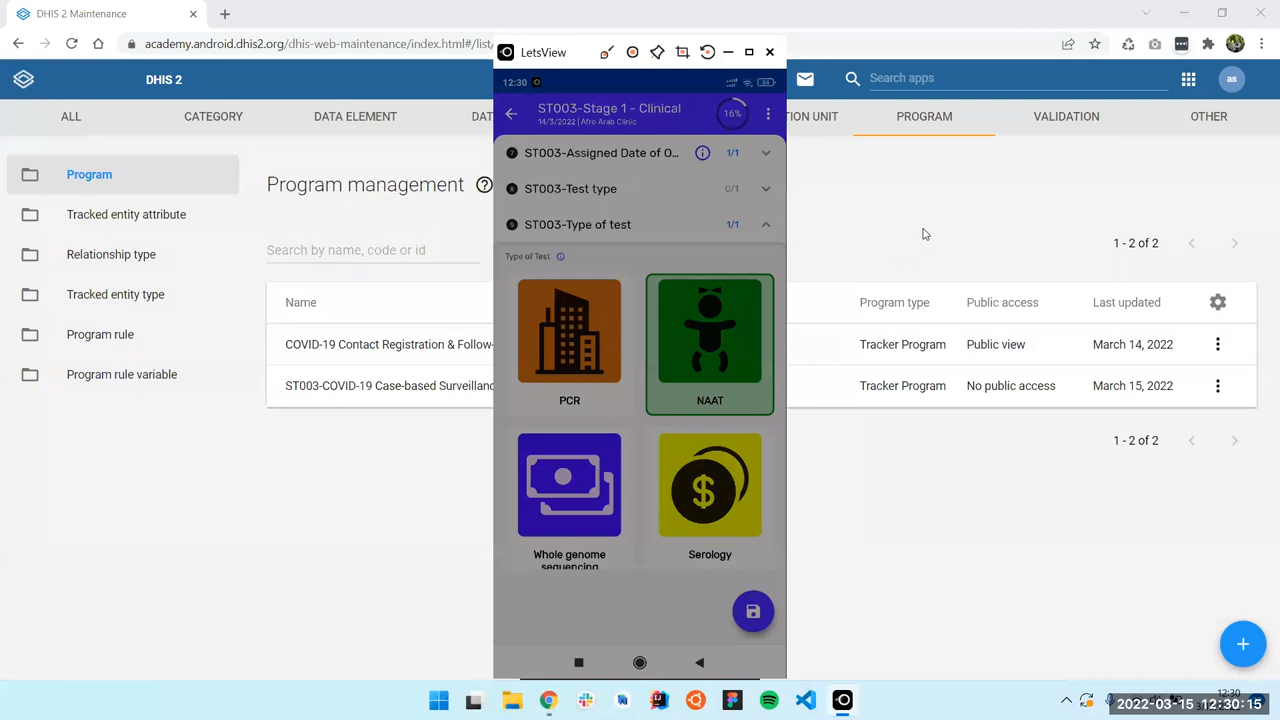 DHIS 2 Maintenance
academy.android.dhis2.org/dhis-web-maintenance/index.html#/list
LetsView
DHIS 2
Search apps
as
ALL
CATEGORY
DATA ELEMENT
DAT
ION UNIT
PROGRAM
VALIDATION
OTHER
12:30
54
ST003-Stage 1 - Clinical
14/3/2022 | Afro Arab Clinic
16%
ST003-Assigned Date of O...
1/1
ST003-Test type
0/1
ST003-Type of test
1/1
Type of Test
PCR
NAAT
Whole genome
sequencing
Serology
Program
Tracked entity attribute
Relationship type
Tracked entity type
Program rule
Program rule variable
Program management
Search by name, code or id
1 - 2 of 2
Name
Program type
Public access
Last updated
COVID-19 Contact Registration & Follow-
Tracker Program
Public view
March 14, 2022
ST003-COVID-19 Case-based Surveillanc
Tracker Program
No public access
March 15, 2022
1 - 2 of 2
12:30
2022-03-15 12:30:15